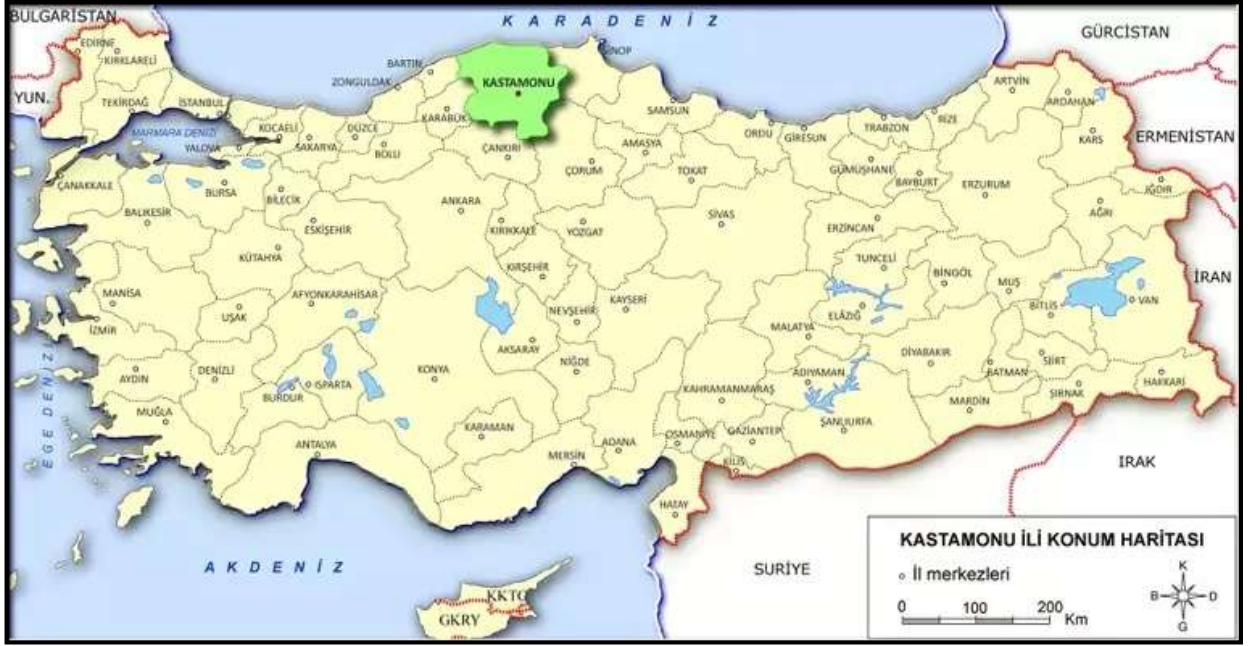 BULGARİSTAN
KARADENİZ
GÜRCİSTAN
EDİRNE
KIRKLARELİ
SİNOP
BARTIN
KASTAMONU
ZONGULDAK
ARTVİN
ARDAHAN
YUN.
TEKİRDAĞ
İSTANBUL
KARABÜK
SAMSUN
RİZE
MARMARA DENİZİ
KOCAELİ
DÜZCE
ORDU
GİRESUN
TRABZON
KARS
ERMENİSTAN
YALOVA
SAKARYA
BOLU
ÇANKIRI
AMASYA
ÇANAKKALE
BURSA
BİLECİK
ÇORUM
TOKAT
GÜMÜŞHANE
BAYBURT
ERZURUM
IĞDIR
BALIKESİR
ESKİŞEHİR
ANKARA
KIRIKKALE
YOZGAT
SİVAS
ERZİNCAN
AĞRI
KÜTAHYA
KIRŞEHİR
TUNCELİ
BİNGÖL
MUŞ
İRAN
MANİSA
UŞAK
AFYONKARAHİSAR
NEVŞEHİR
KAYSERİ
ELÂZIĞ
BİTLİS
VAN
İZMİR
AKSARAY
MALATYA
EGE DENİZİ
AYDIN
DENİZLİ
BURDUR
ISPARTA
KONYA
NİĞDE
KAHRAMANMARAŞ
ADIYAMAN
DİYABAKIR
BATMAN
SİİRT
HAKKARİ
MUĞLA
ŞIRNAK
MARDİN
ANTALYA
KARAMAN
MERSİN
ADANA
OSMANİYE
GAZİANTEP
ŞANLIURFA
KİLİS
IRAK
HATAY
AKDENİZ
KKTC
GKRY
SURİYE
KASTAMONU İLİ KONUM HARİTASI
İl merkezleri
0 100 200
Km
K
B D
G